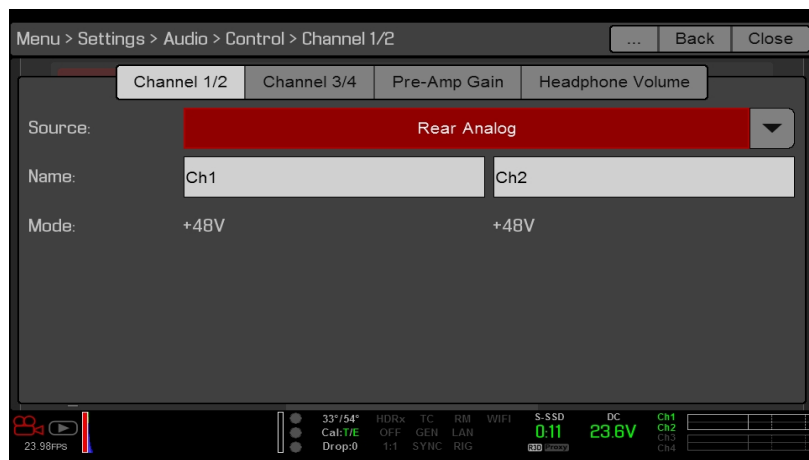 Menu > Settings > Audio > Control > Channel 1/2 ... Back Close
Channel 1/2 Channel 3/4 Pre-Amp Gain Headphone Volume
Source: Rear Analog
Name: Ch1 Ch2
Mode: +48V +48V
33°/54° HDRx TC RM WIFI S-SSD DC Ch1
Cal:T/E OFF GEN LAN 0:11 23.6V Ch2
Ch3
23.98FPS Drop:0 1:1 SYNC RIG R3D Proxy Ch4